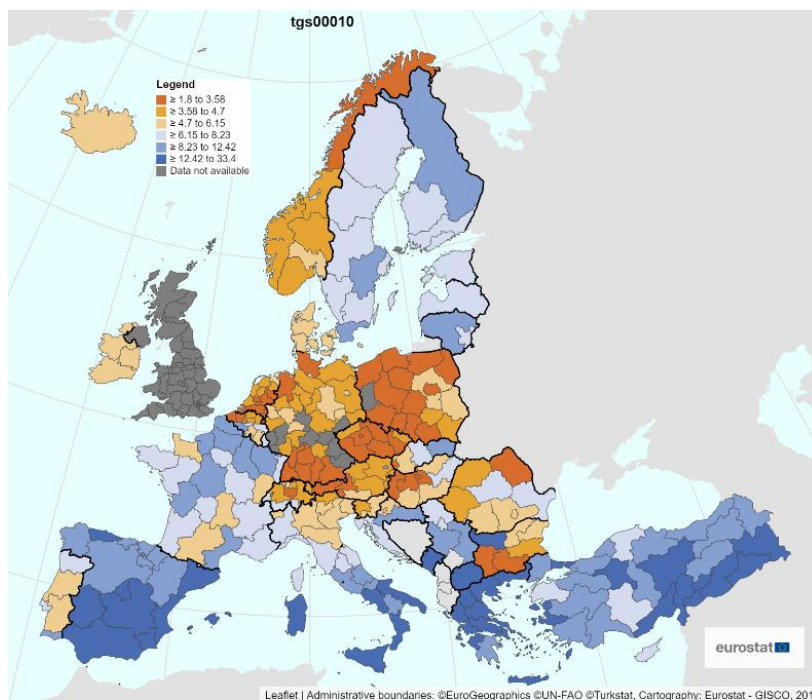 tgs00010
Legend
≥ 1.8 to 3.58
≥ 3.58 to 4.7
≥ 4.7 to 6.15
≥ 6.15 to 8.23
≥ 8.23 to 12.42
≥ 12.42 to 33.4
Data not available
eurostat
Leaflet | Administrative boundaries: ©EuroGeographics ©UN-FAO ©Turkstat, Cartography: Eurostat - GISCO, 201